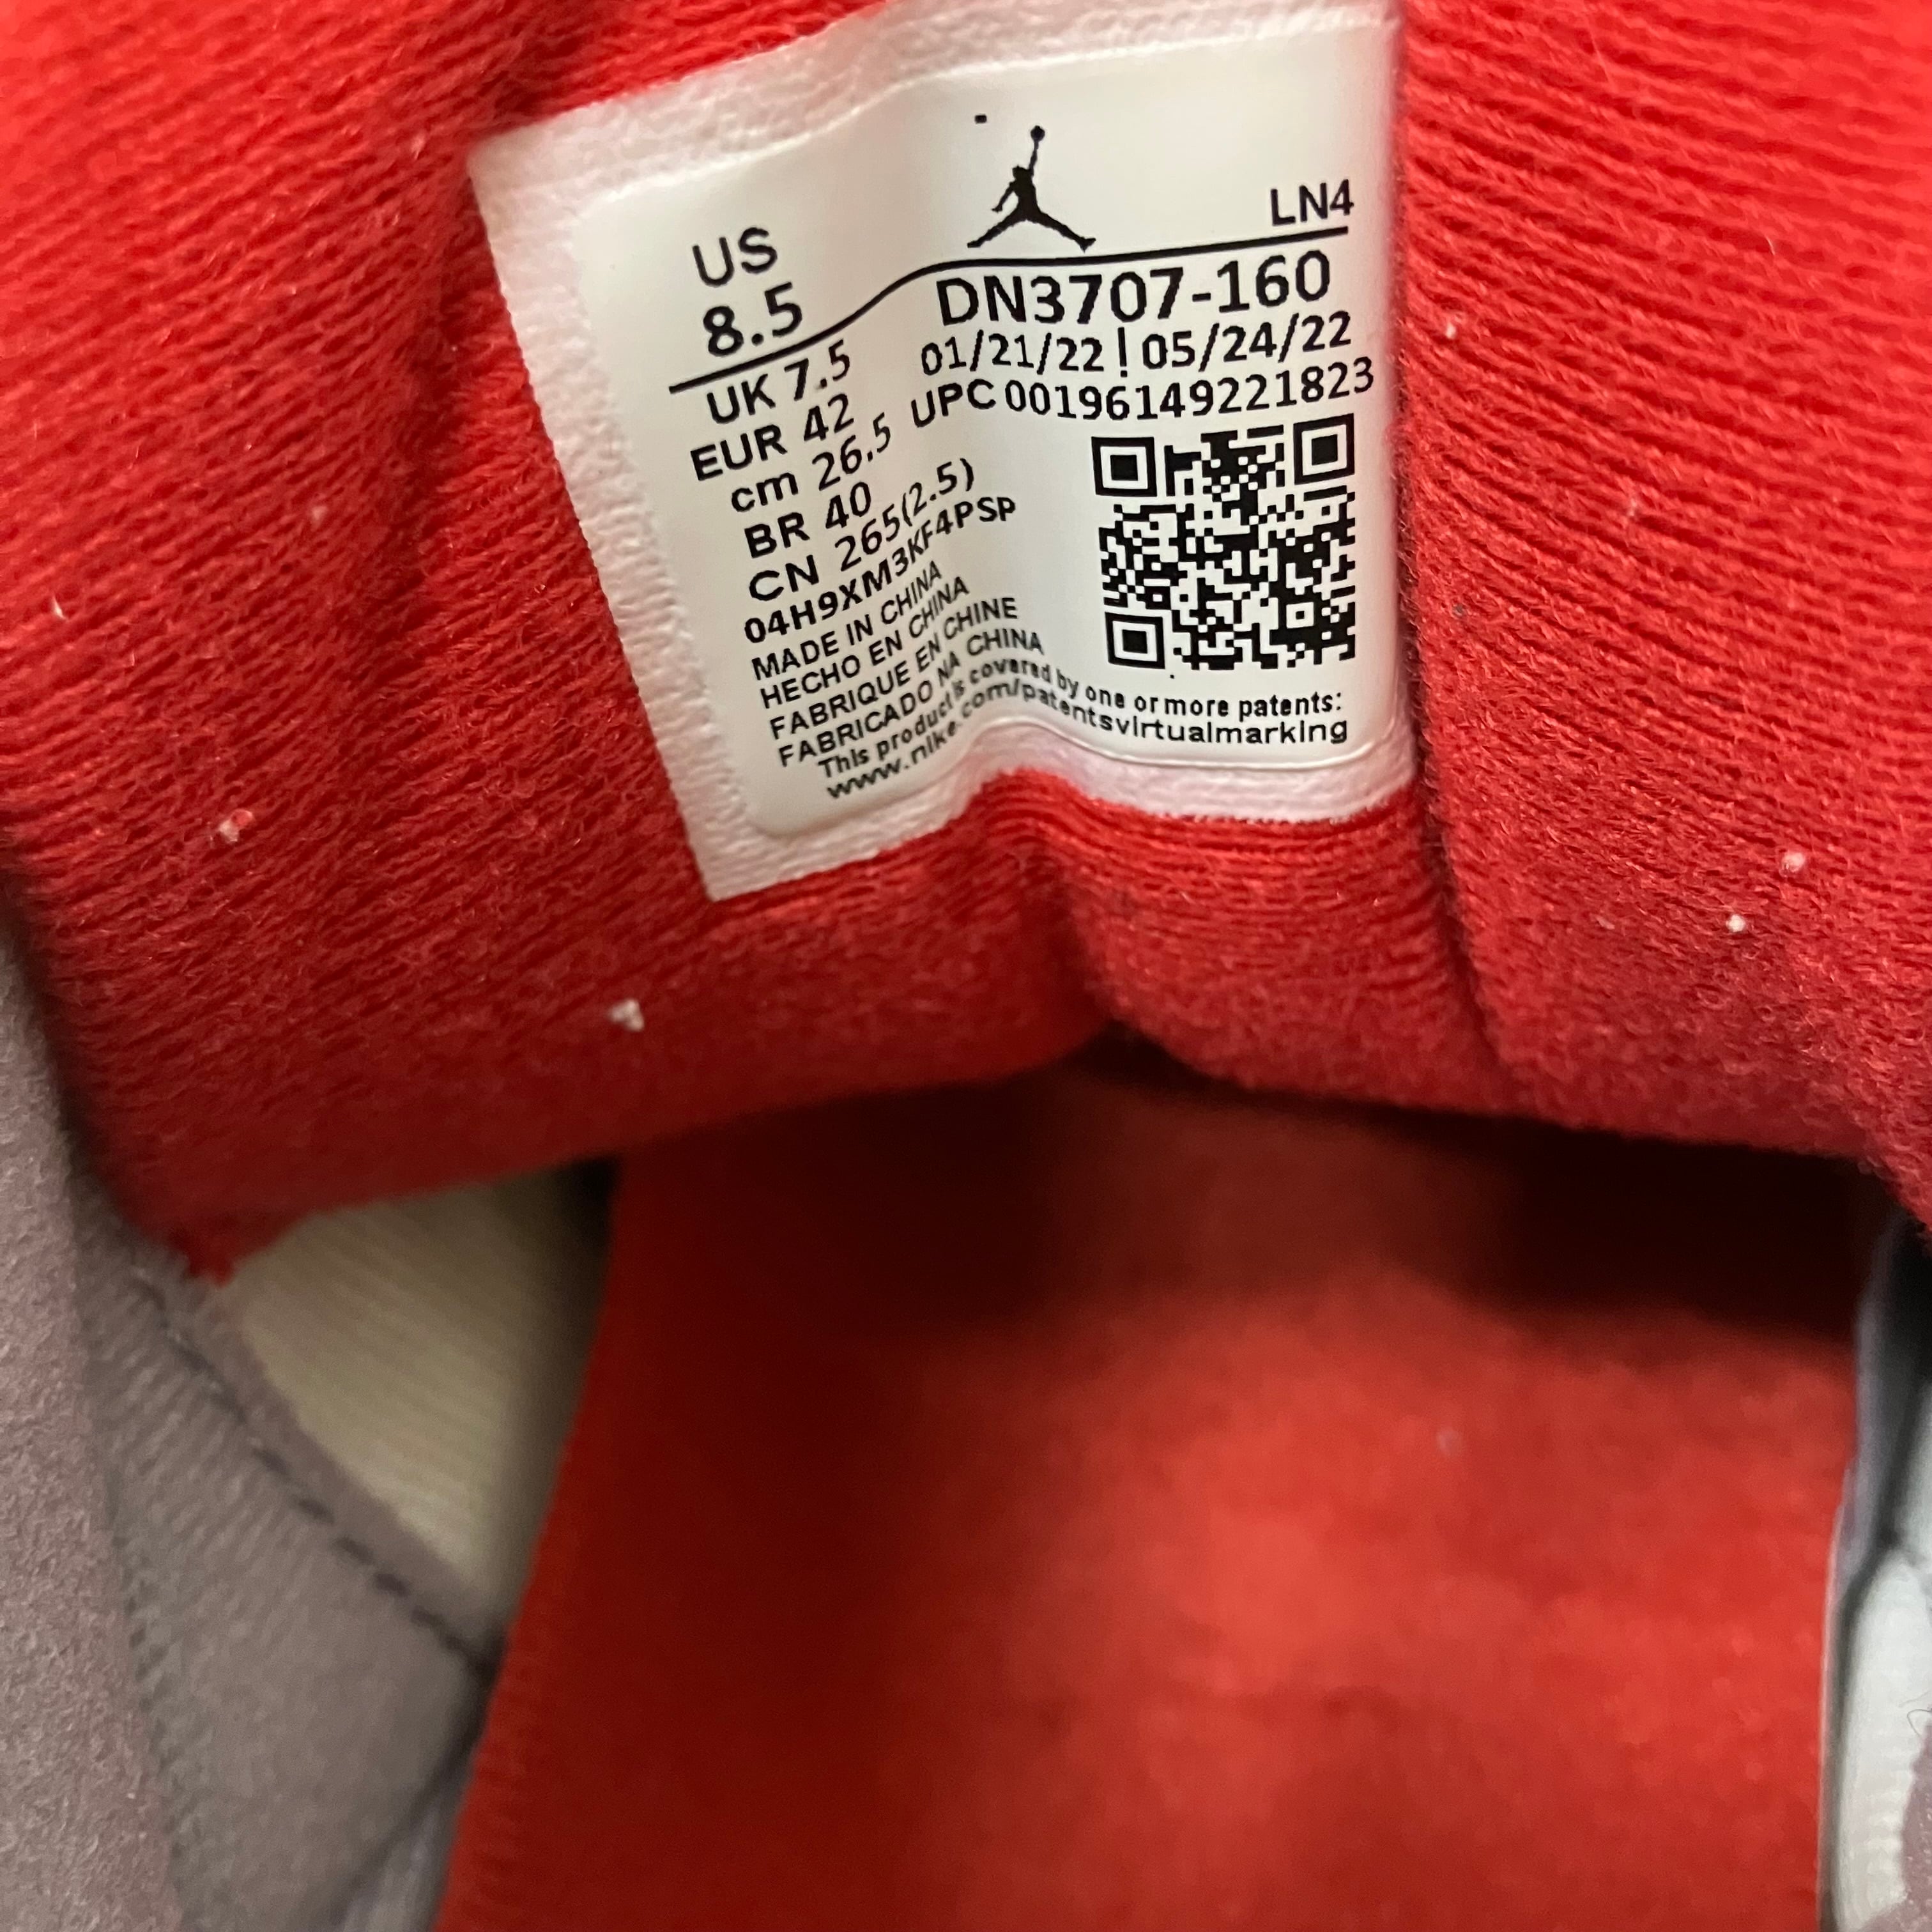 LN4
US
8.5
DN3707-160
01/21/22 ! 05/24/22
UPC 00196149221823
UK 7.5
EUR 42
cm 26.5
BR 40
CN 265(2.5)
04H9XM3KF4PSP
MADE IN CHINA
HECHO EN CHINA
FABRIQUE EN CHINE
FABRICADO NA CHINA
This product is covered by one or more patents:
www.nike.com/patentsvirtualmarking